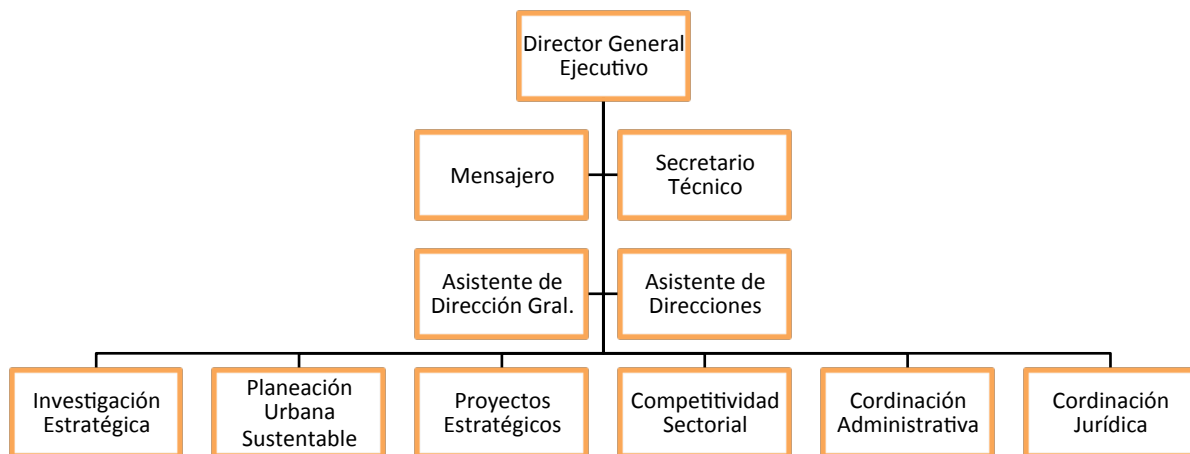 Director General
Ejecutivo
Mensajero
Secretario
Técnico
Asistente de
Dirección Gral.
Asistente de
Direcciones
Investigación
Estratégica
Planeación
Urbana
Sustentable
Proyectos
Estratégicos
Competitividad
Sectorial
Cordinación
Administrativa
Cordinación
Jurídica